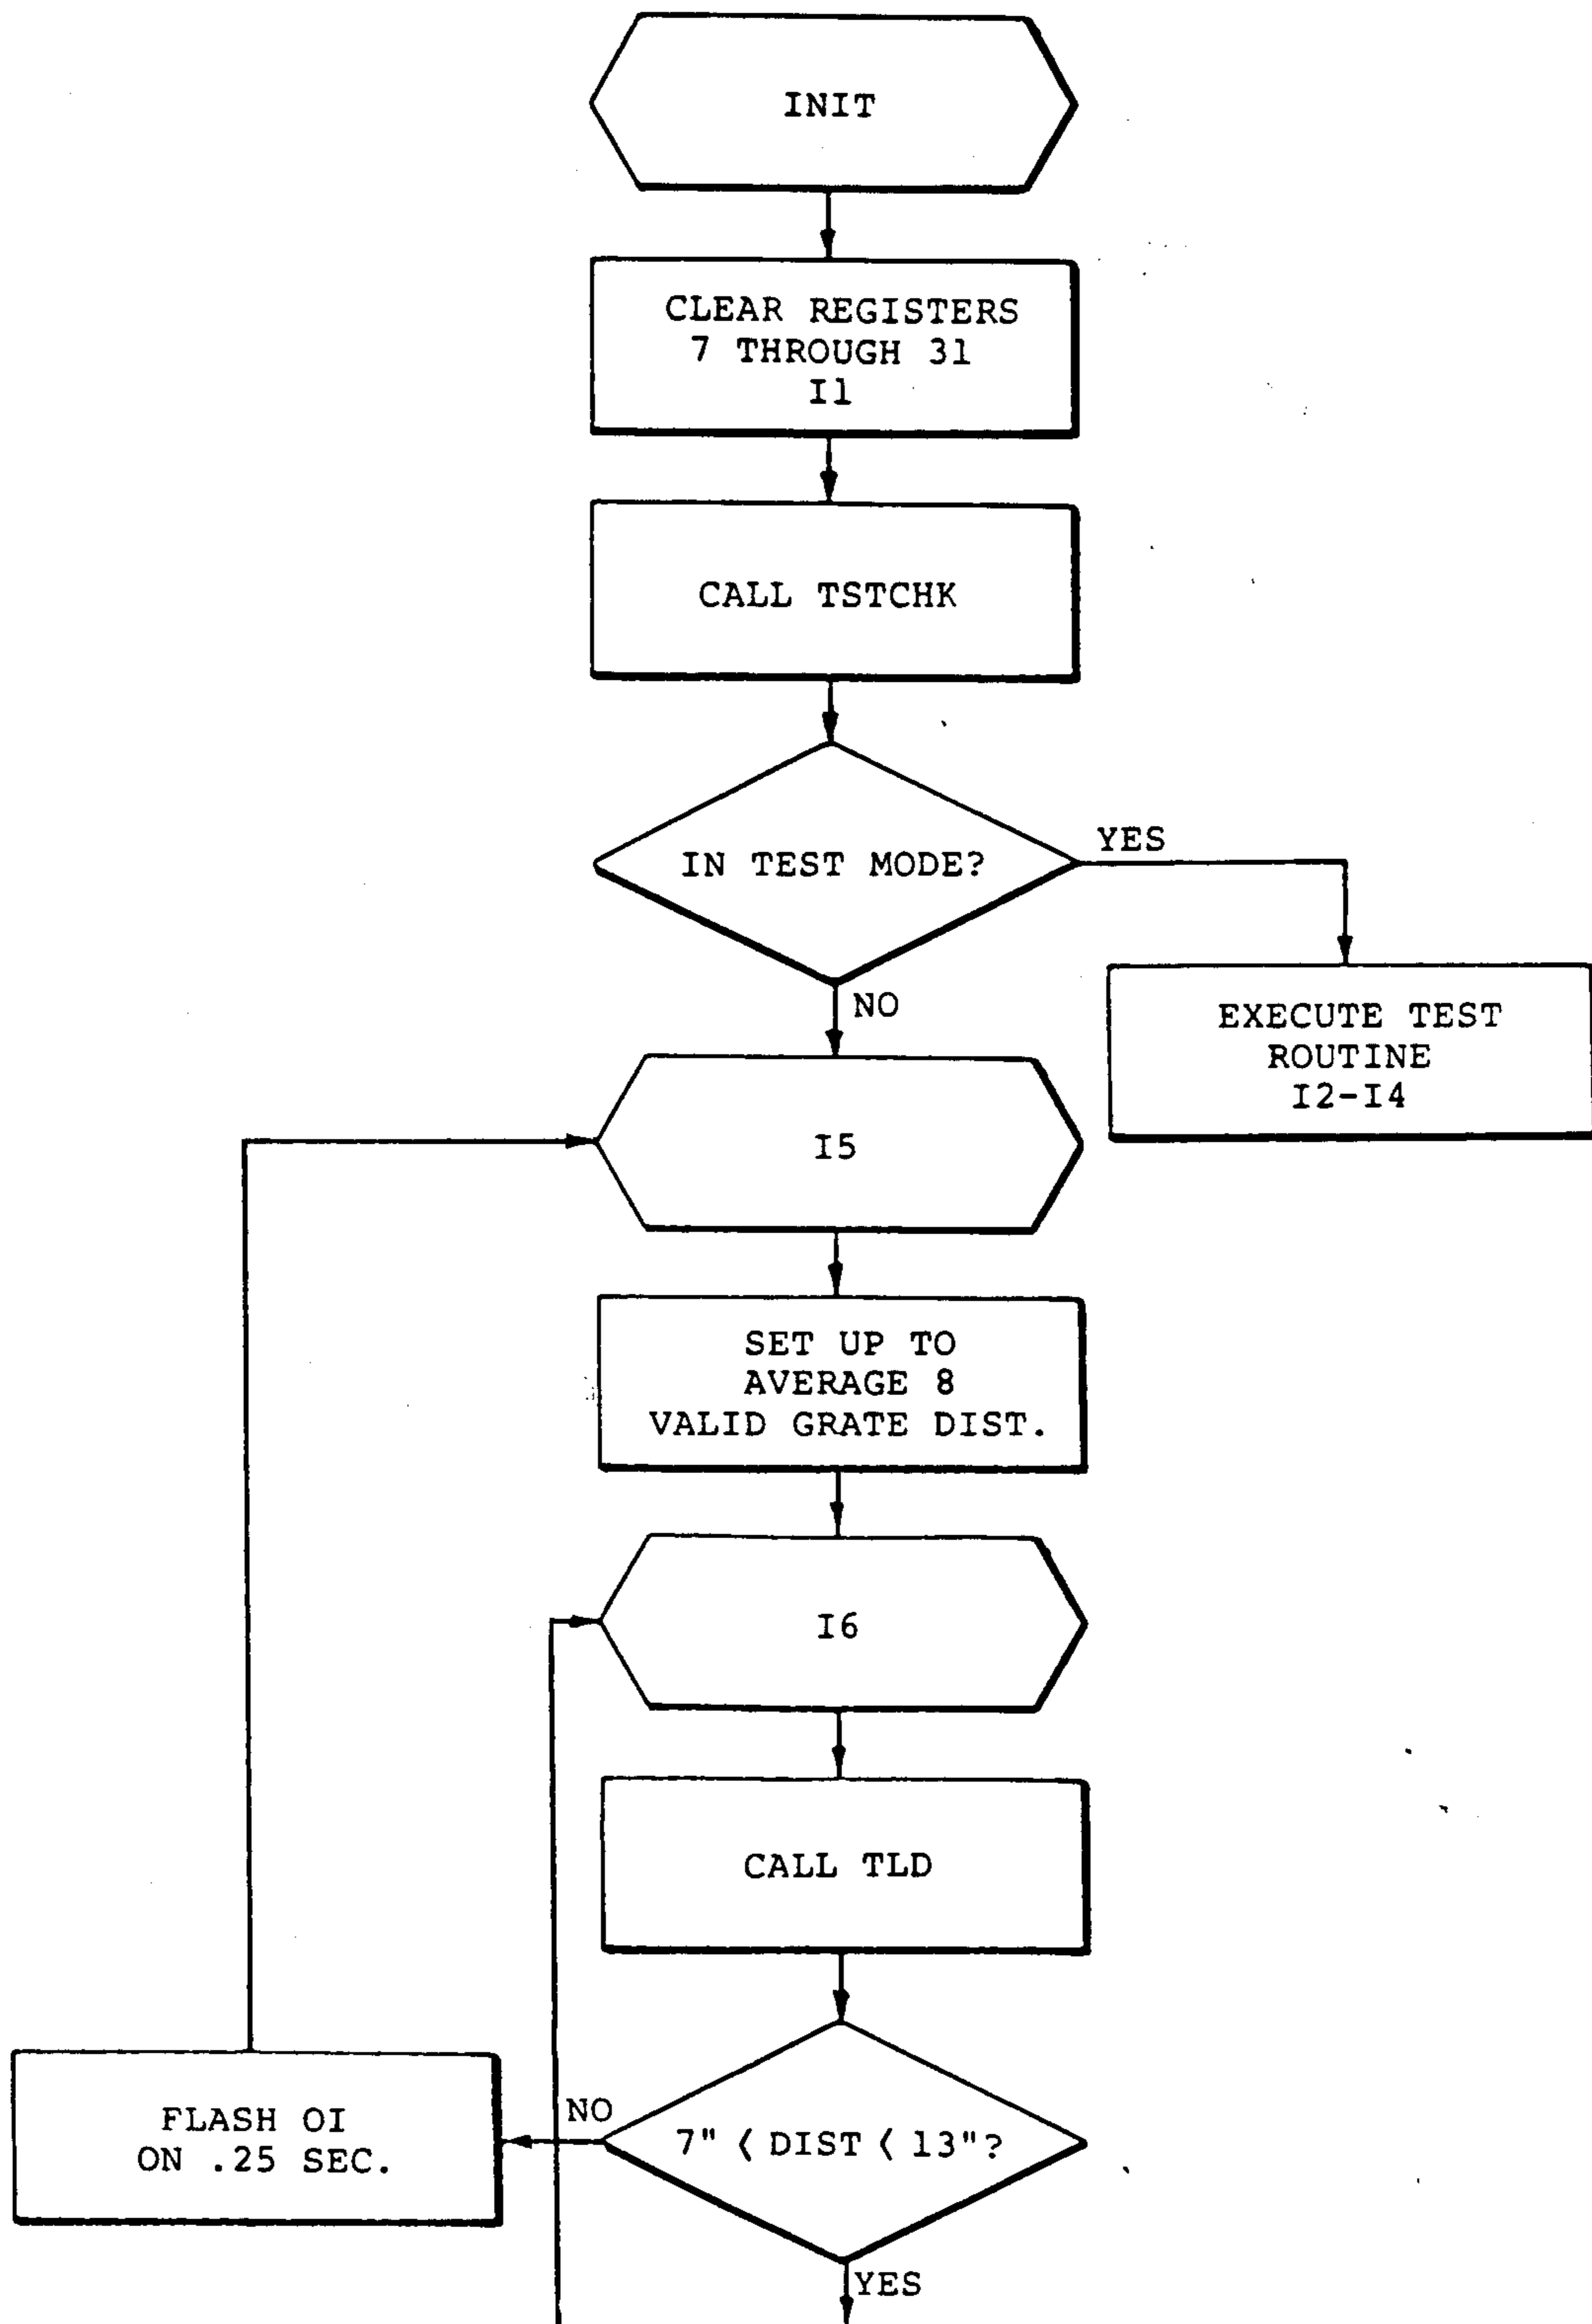 INIT
CLEAR REGISTERS
7 THROUGH 31
I1
CALL TSTCHK
IN TEST MODE?
YES
NO
EXECUTE TEST
ROUTINE
I2-I4
I5
SET UP TO
AVERAGE 8
VALID GRATE DIST.
I6
CALL TLD
7" < DIST < 13"?
NO
FLASH OI
ON .25 SEC.
YES